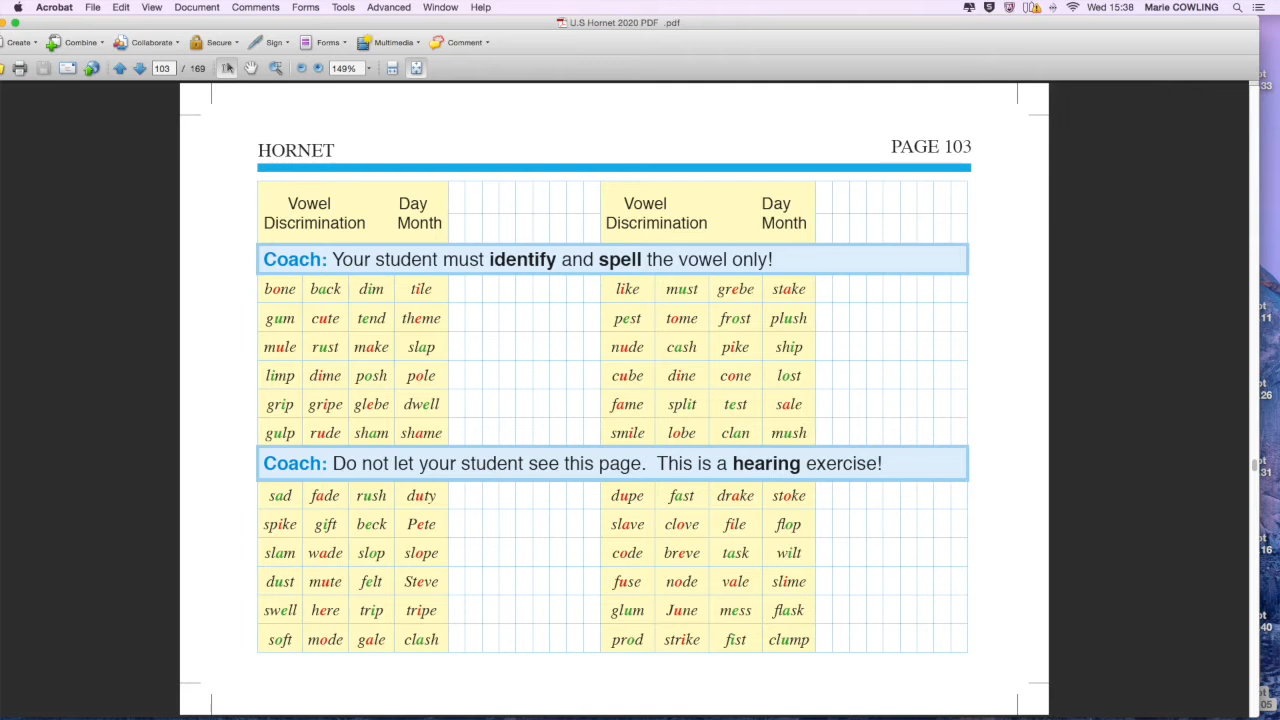 Acrobat File Edit View Document Comments Forms Tools Advanced Window Help Wed 15:38 Marie COWLING
U.S Hornet 2020 PDF .pdf
Create Combine Collaborate Secure Sign Forms Multimedia Comment
103 / 169 149%
HORNET PAGE 103
Vowel Day Vowel Day
Discrimination Month Discrimination Month
Coach: Your student must identify and spell the vowel only!
bone back dim tile like must grebe stake
gum cute tend theme pest tome frost plush
mule rust make slap nude cash pike ship
limp dime posh pole cube dine cone lost
grip gripe glebe dwell fame split test sale
gulp rude sham shame smile lobe clan mush
Coach: Do not let your student see this page. This is a hearing exercise!
sad fade rush duty dupe fast drake stoke
spike gift beck Pete slave clove file flop
slam wade slop slope code breve task wilt
dust mute felt Steve fuse node vale slime
swell here trip tripe glum June mess flask
soft mode gale clash prod strike fist clump